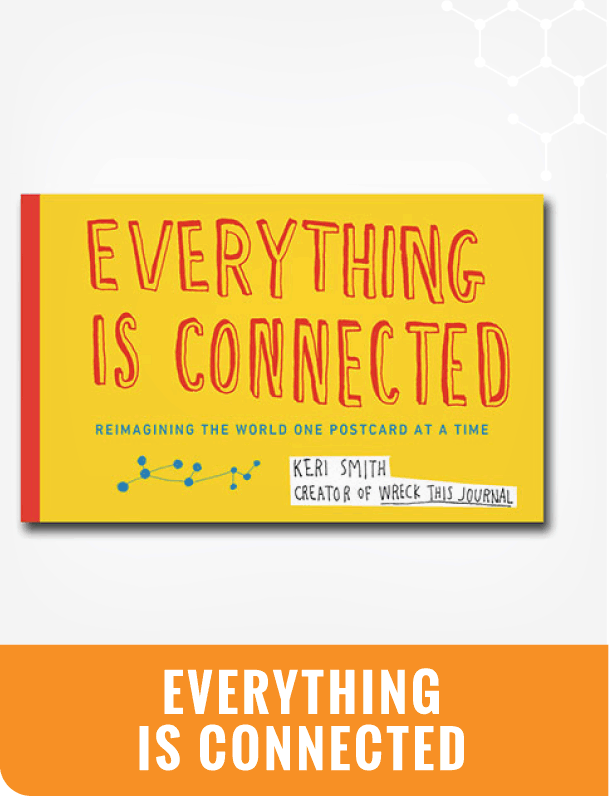 EVERYTHING
IS CONNECTED
REIMAGINING THE WORLD ONE POSTCARD AT A TIME
KERI SMITH
CREATOR OF WRECK THIS JOURNAL
EVERYTHING
IS CONNECTED